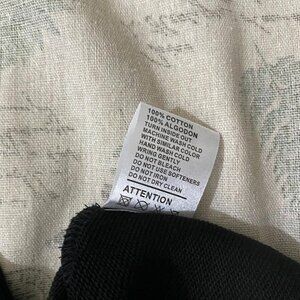 100% COTTON
100% ALGODON
TURN INSIDE OUT
MACHINE WASH COLD
WITH SIMILAR COLOR
HAND WASH COLD
WRING GENTLY
DO NOT BLEACH
DO NOT USE SOFTENERS
DO NOT IRON
DO NOT DRY CLEAN
ATTENTION